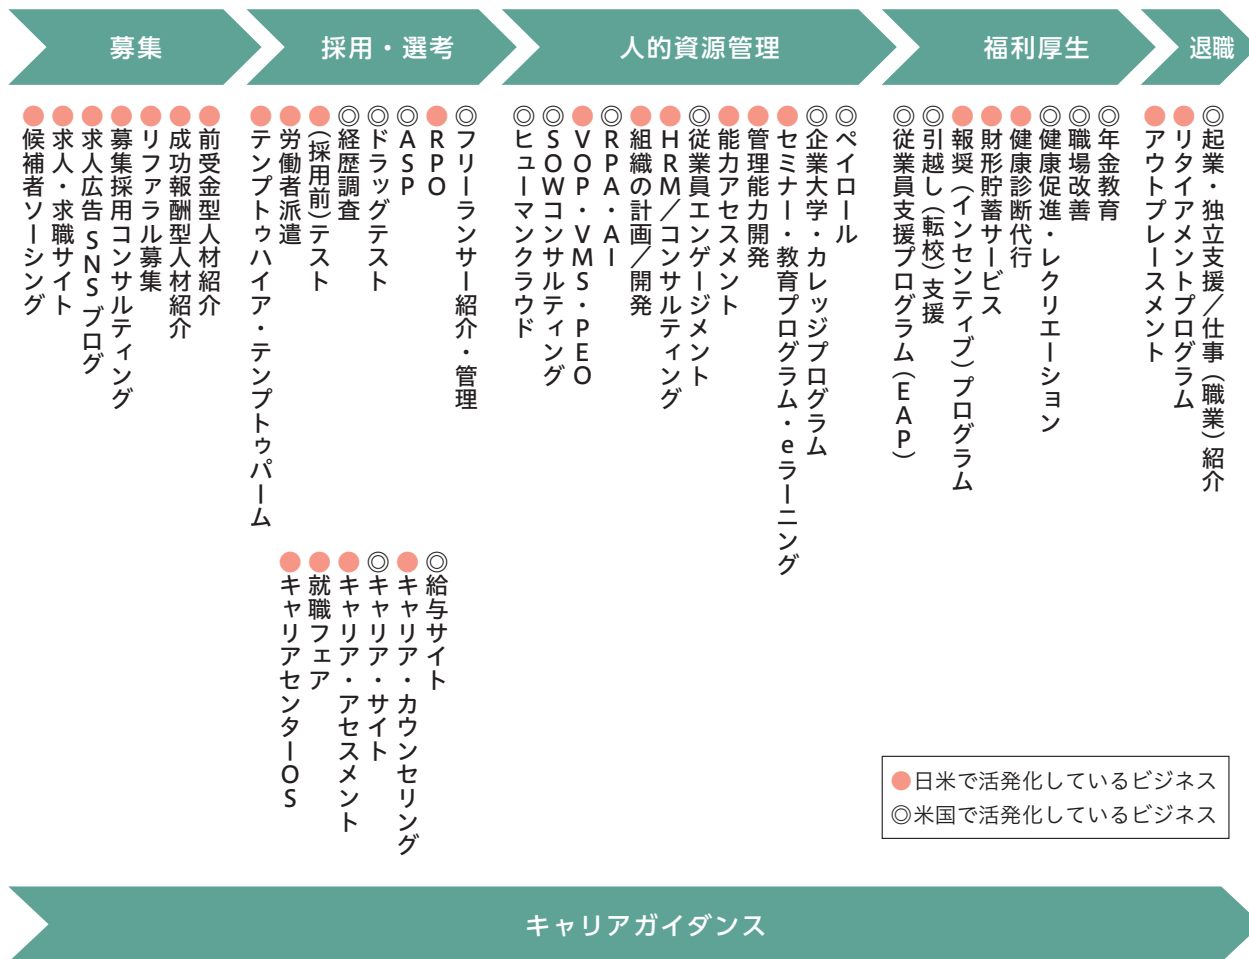 募集
採用・選考
人的資源管理
福利厚生
退職
●候補者ソーシング
●求人・求職サイト
●求人広告 SNS ブログ
●募集採用コンサルティング
●リファラル募集
●成功報酬型人材紹介
●前受金型人材紹介
●テンプトゥハイア・テンプトゥパーム
●労働者派遣
●(採用前)テスト
◎経歴調査
◎ドラッグテスト
◎ASP
●RPO
◎フリーランサー紹介・管理
●キャリアセンターOS
●就職フェア
●キャリア・アセスメント
◎キャリア・サイト
●キャリア・カウンセリング
◎給与サイト
◎ヒューマンクラウド
◎SOWコンサルティング
●VOP・VMS・PEO
◎RPA・AI
●組織の計画／開発
●HRM／コンサルティング
◎従業員エンゲージメント
●能力アセスメント
●管理能力開発
●セミナー・教育プログラム・eラーニング
◎企業大学・カレッジプログラム
◎ペイロール
◎従業員支援プログラム(EAP)
◎引越し(転校)支援
●報奨(インセンティブ)プログラム
●財形貯蓄サービス
●健康診断代行
◎健康促進・レクリエーション
◎職場改善
◎年金教育
●アウトプレースメント
●リタイアメントプログラム
◎起業・独立支援／仕事(職業)紹介
●日米で活発化しているビジネス
◎米国で活発化しているビジネス
キャリアガイダンス